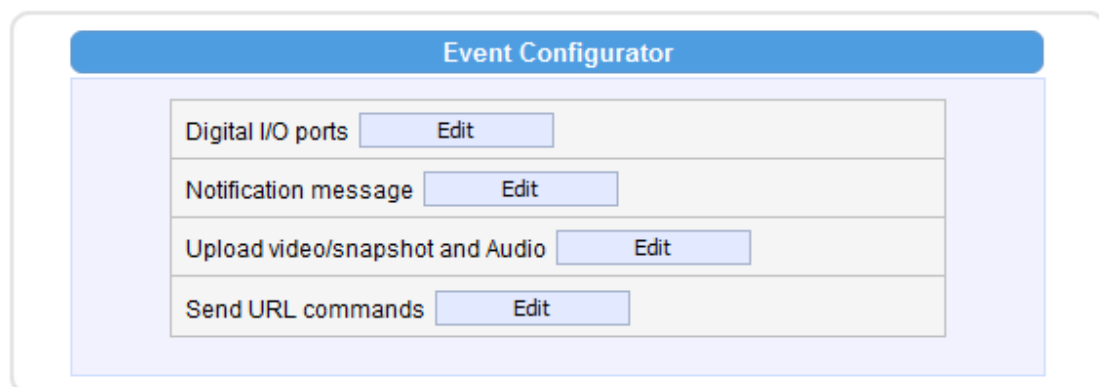 Event Configurator
Digital I/O ports Edit
Notification message Edit
Upload video/snapshot and Audio Edit
Send URL commands Edit